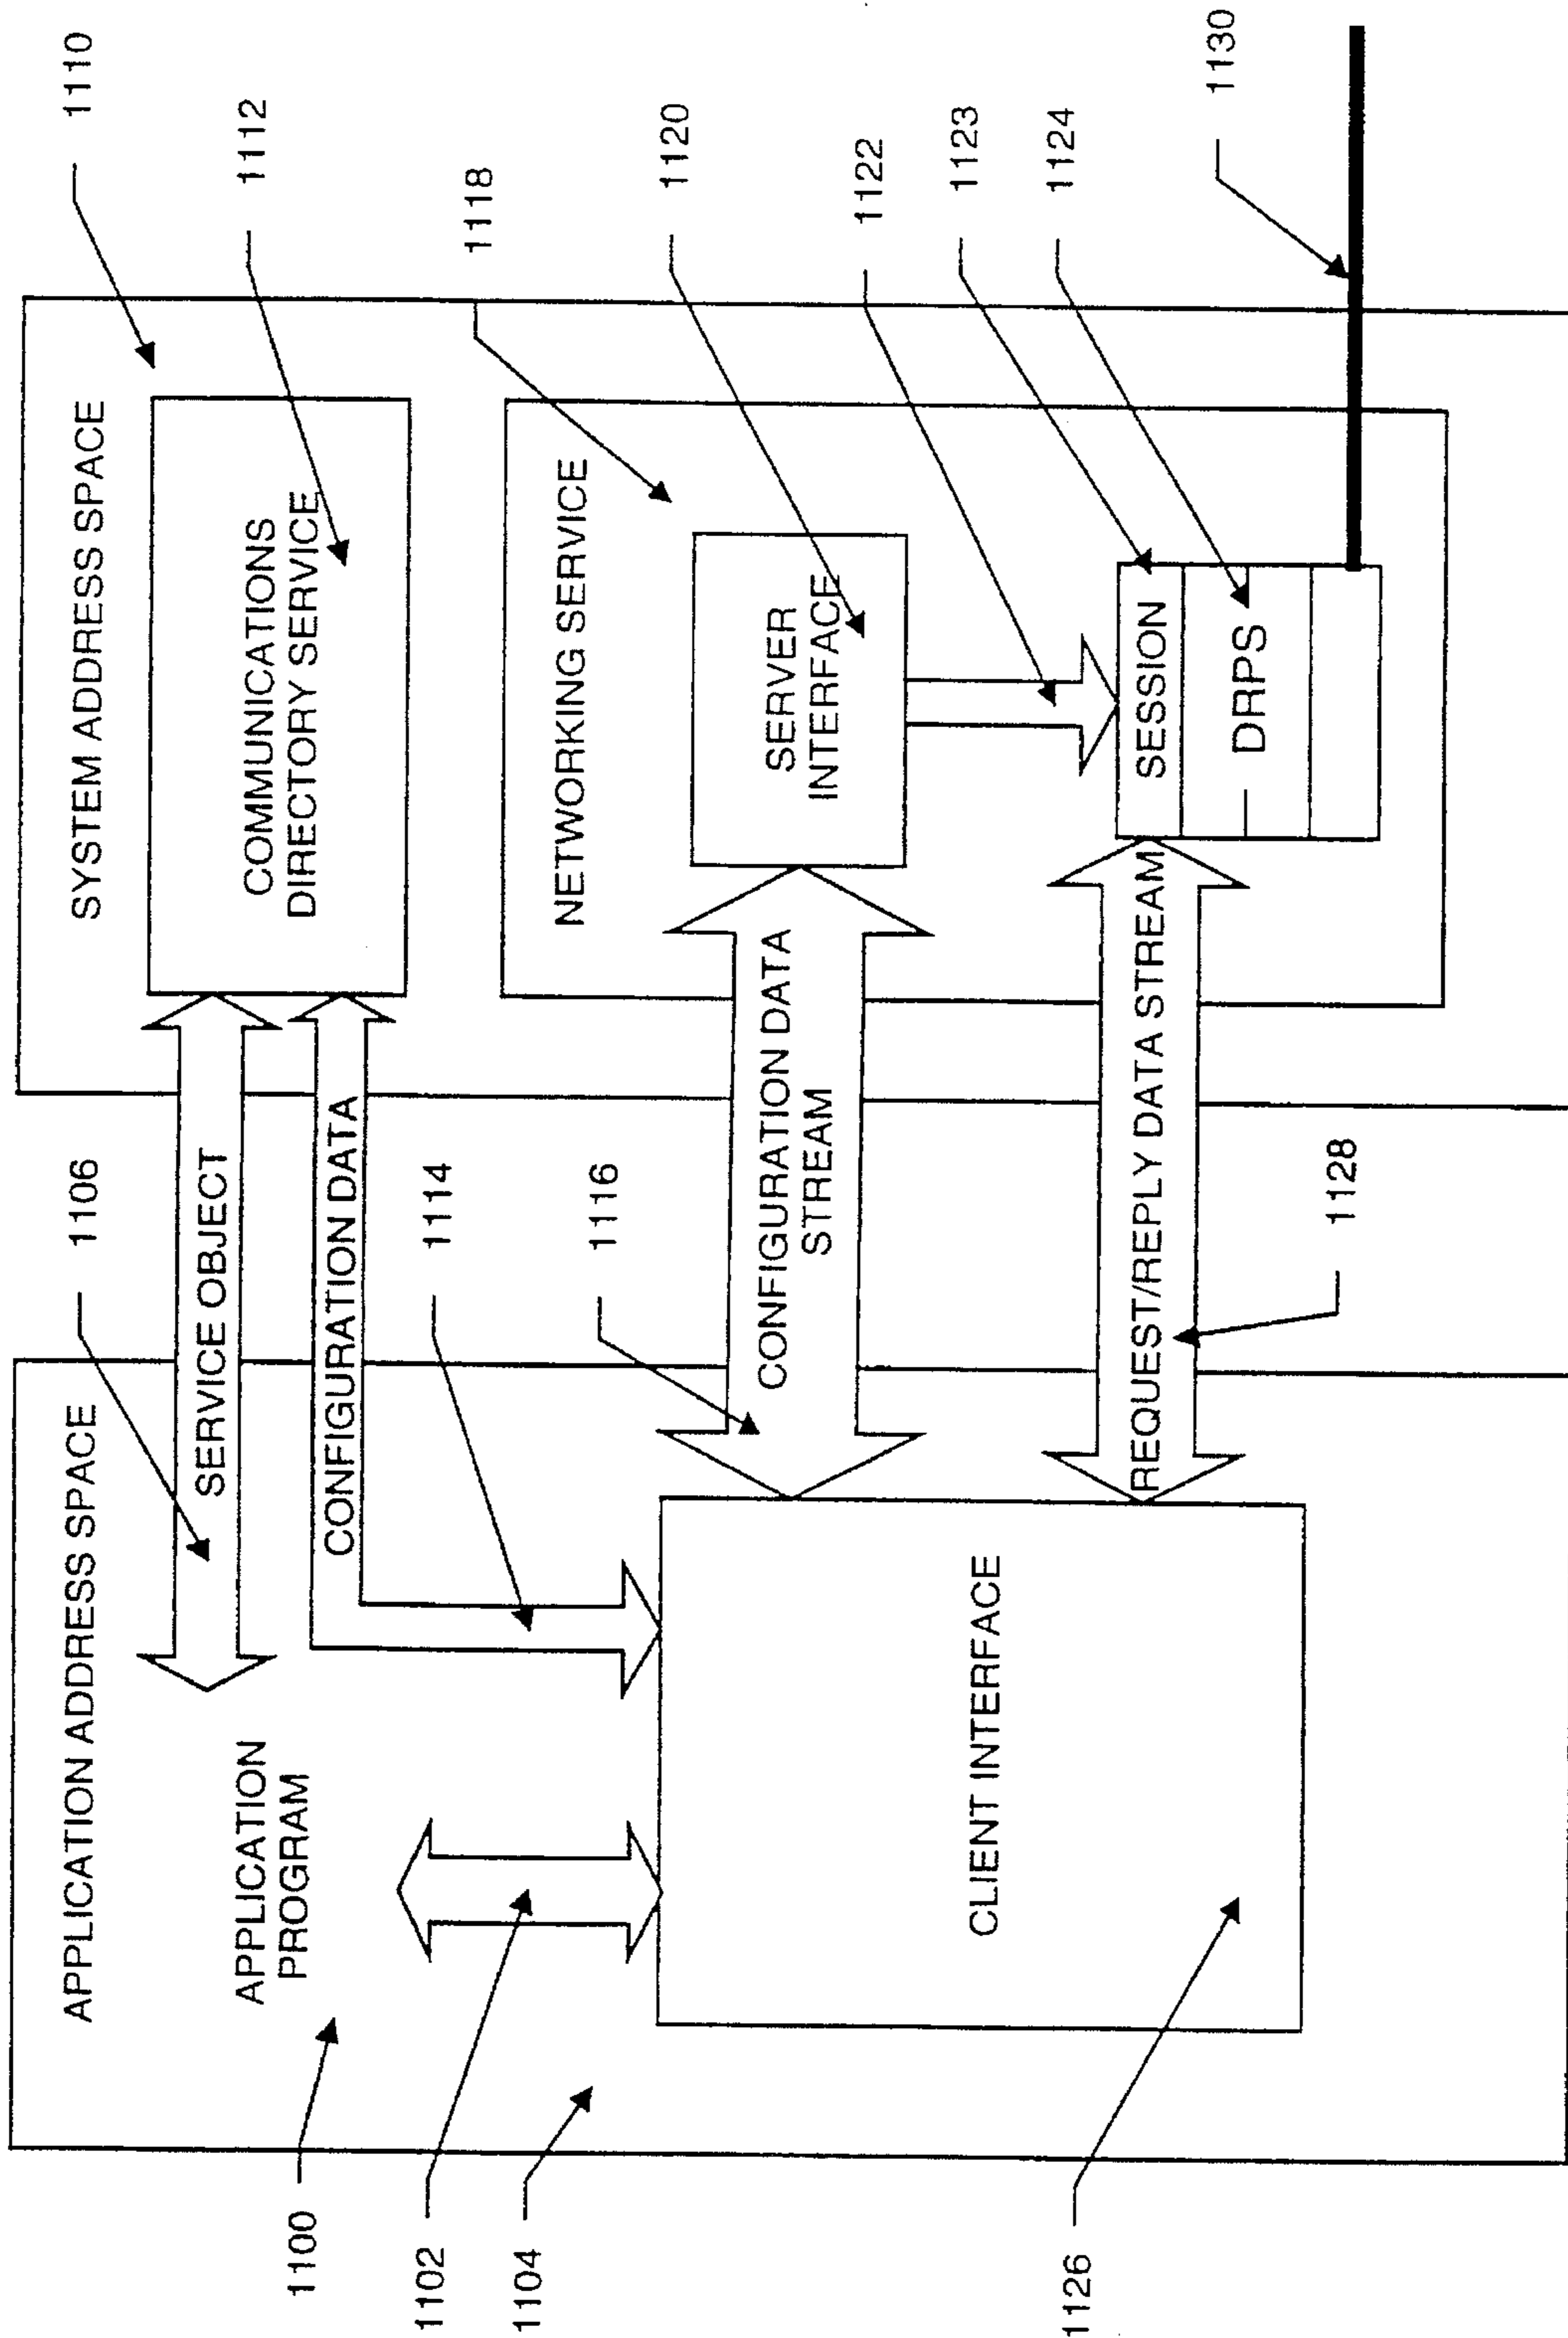 APPLICATION ADDRESS SPACE
1106
SYSTEM ADDRESS SPACE
1110
SERVICE OBJECT
APPLICATION
PROGRAM
COMMUNICATIONS
DIRECTORY SERVICE
1112
1100
CONFIGURATION DATA
1102
1114
1118
1104
NETWORKING SERVICE
1116
1120
CONFIGURATION DATA
STREAM
SERVER
INTERFACE
1122
CLIENT INTERFACE
1123
1126
1124
REQUEST/REPLY DATA STREAM
SESSION
DRPS
1130
1128